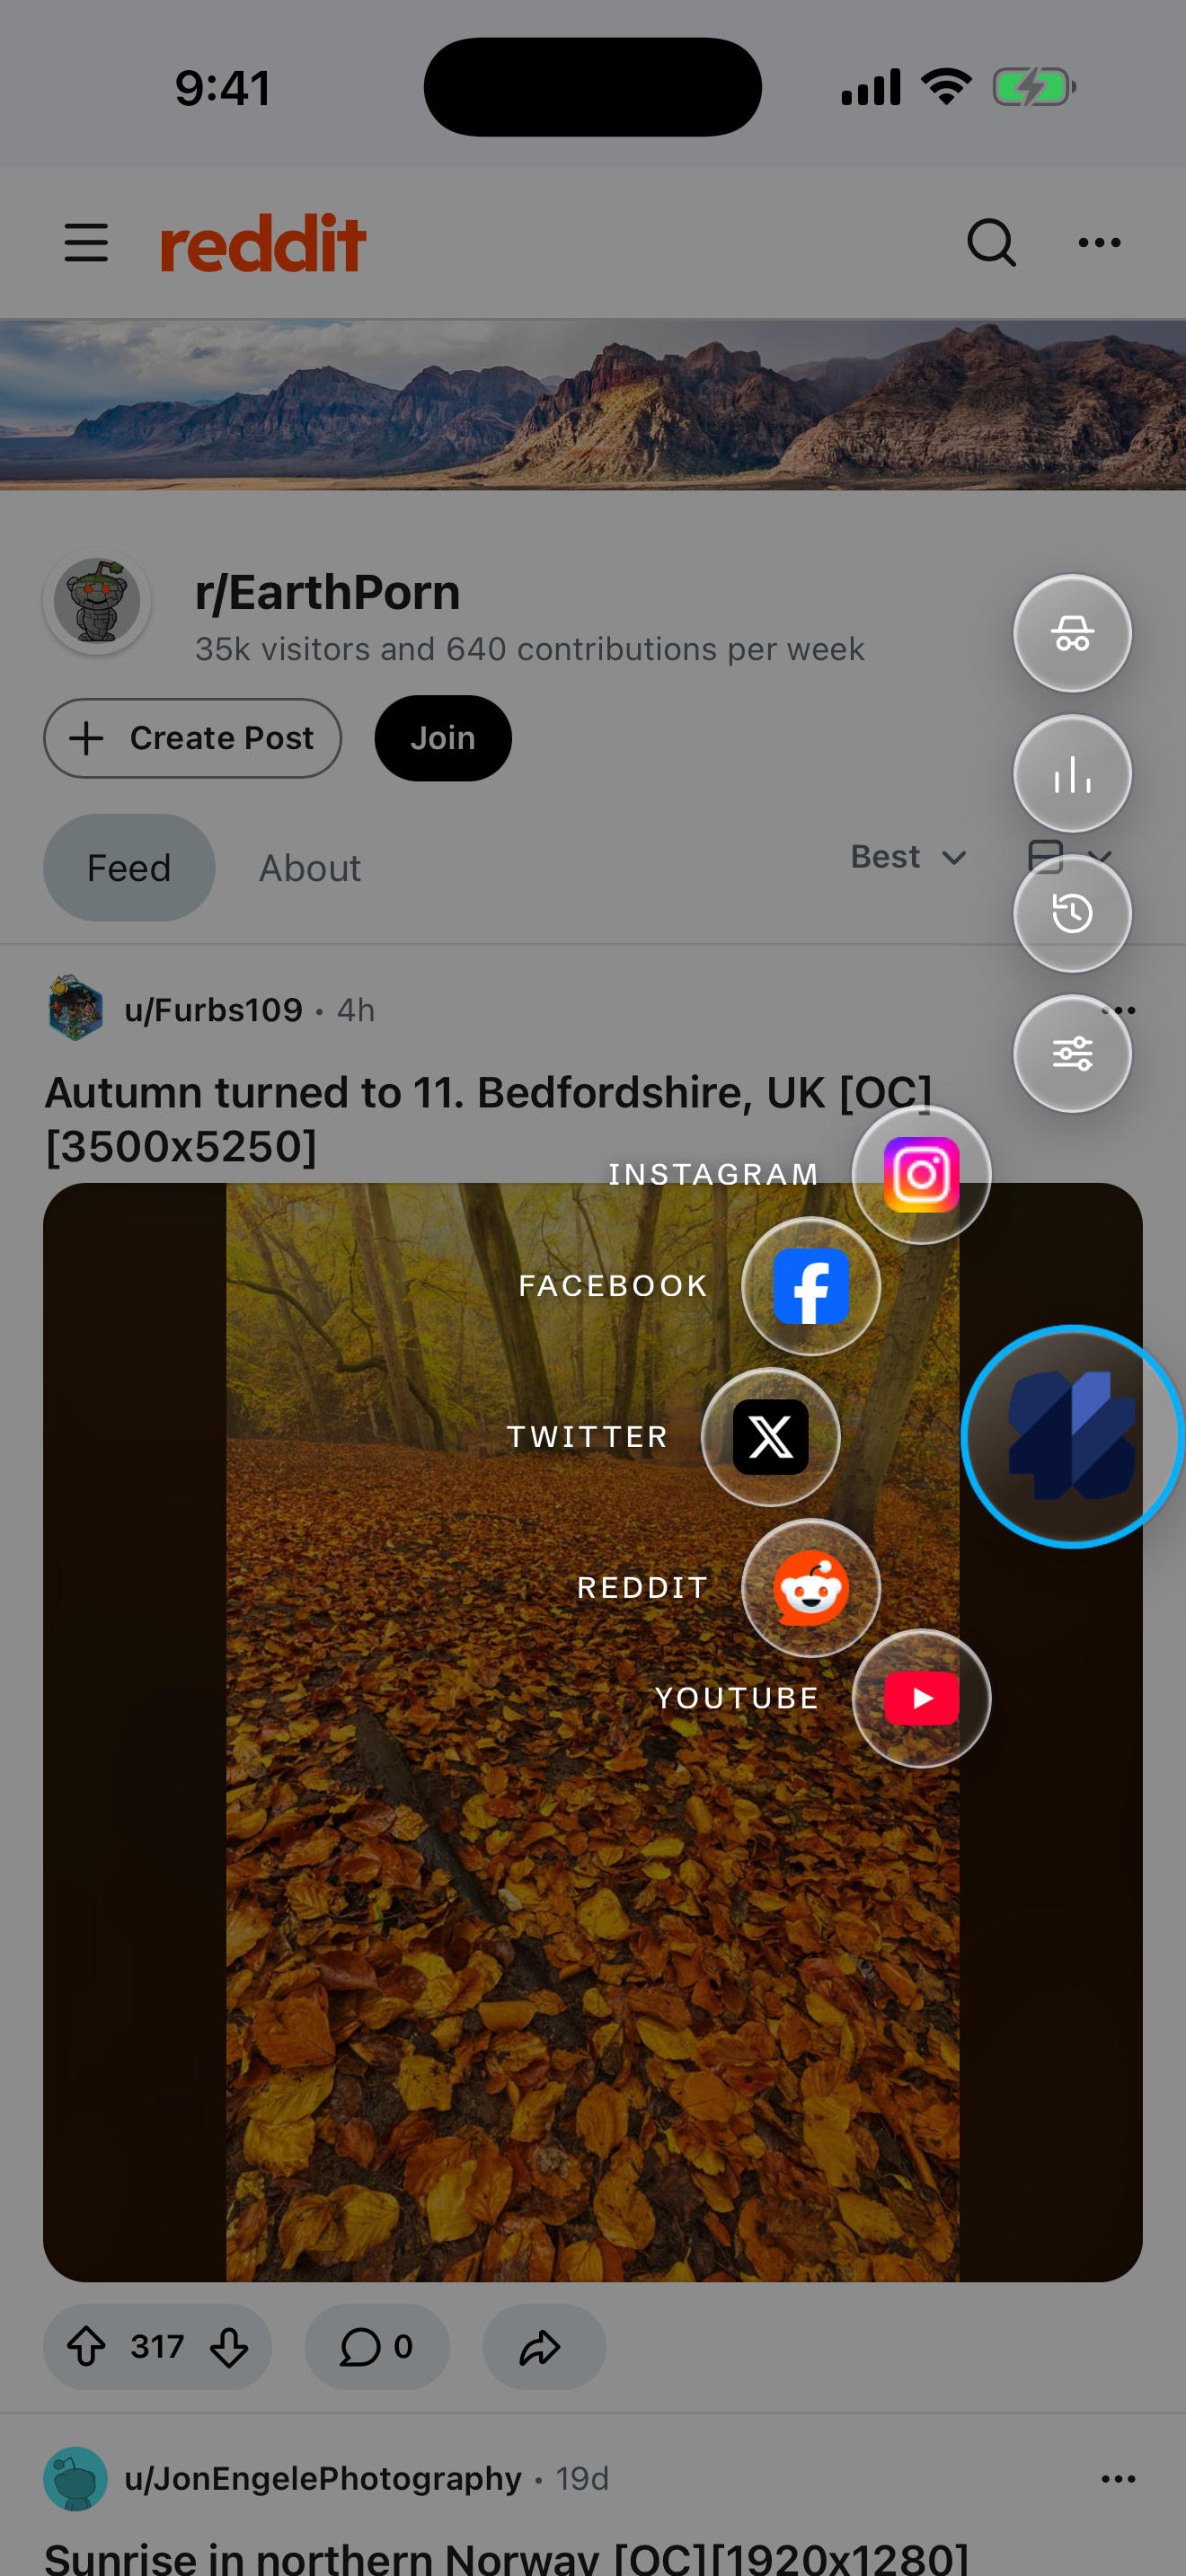 9:41
reddit
r/EarthPorn
35k visitors and 640 contributions per week
Create Post
Join
Feed
About
Best
u/Furbs109 • 4h
Autumn turned to 11. Bedfordshire, UK [OC]
[3500x5250]
INSTAGRAM
FACEBOOK
TWITTER
REDDIT
YOUTUBE
317
0
u/JonEngelePhotography • 19d
Sunrise in northern Norway [OC][1920x1280]